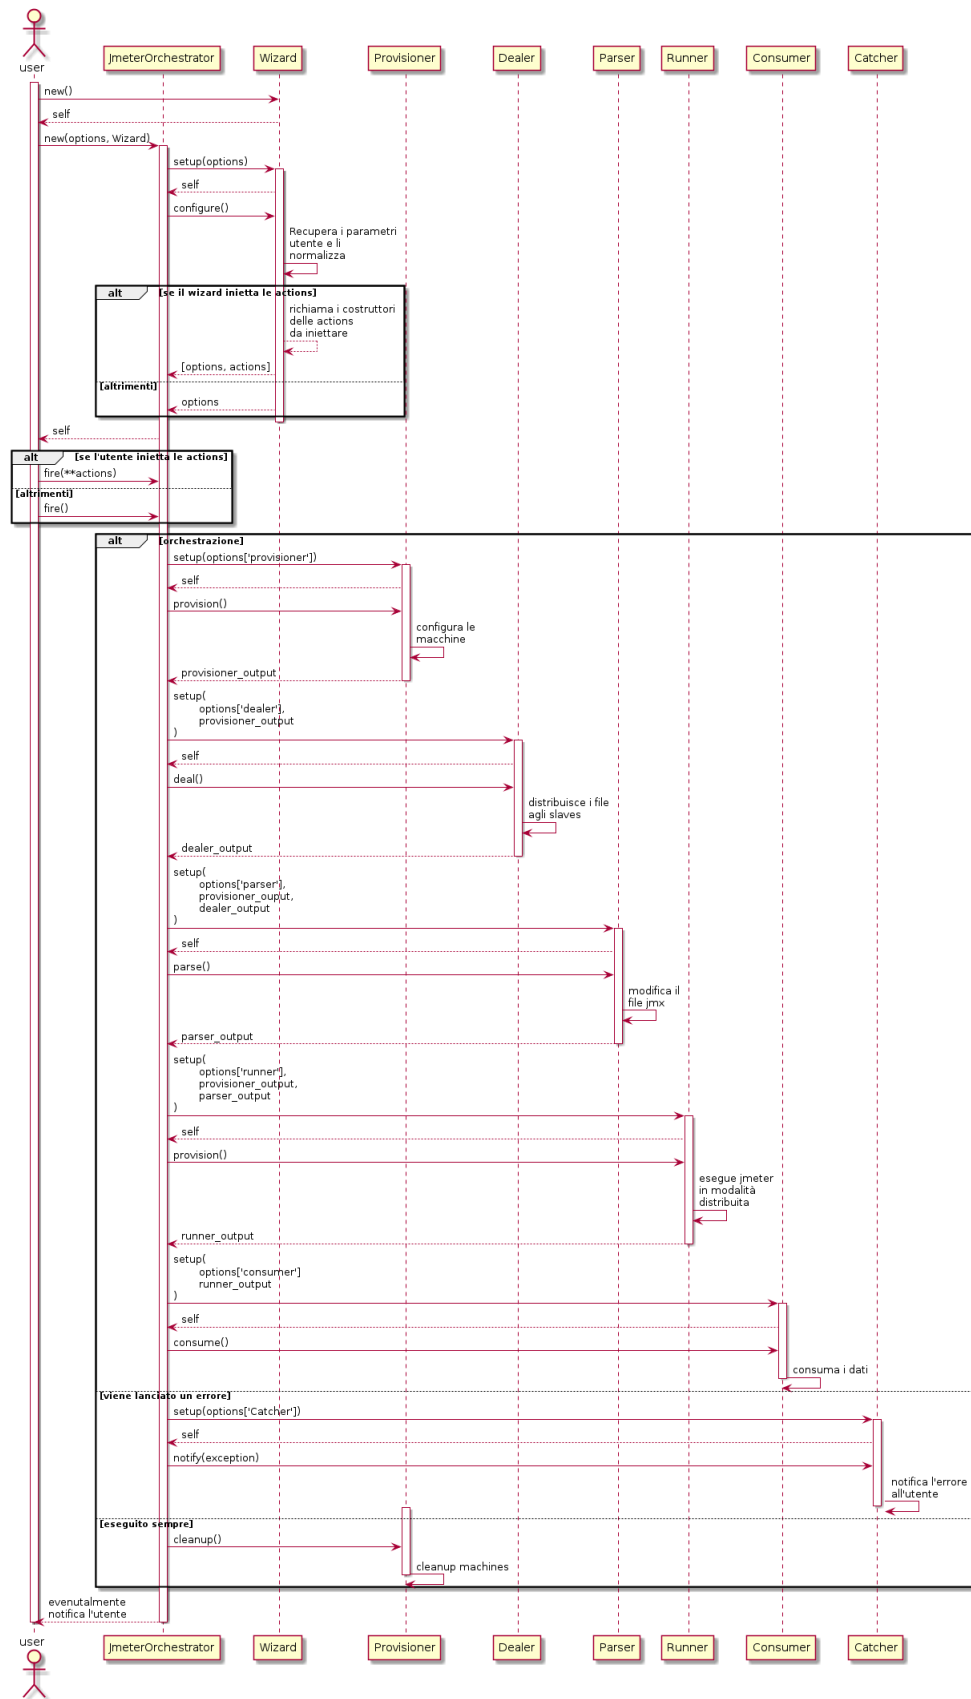 user
JmeterOrchestrator
Wizard
Provisioner
Dealer
Parser
Runner
Consumer
Catcher
new()
self
new(options, Wizard)
setup(options)
self
configure()
Recupera i parametri
utente e li
normalizza
alt
[se il wizard inietta le actions]
richiama i costruttori
delle actions
da iniettare
[options, actions]
[altrimenti]
options
self
alt
[se l'utente inietta le actions]
fire(**actions)
[altrimenti]
fire()
alt
[orchestrazione]
setup(options['provisioner'])
self
provision()
configura le
macchine
provisioner_output
setup(
options['dealer'],
provisioner_output
)
self
deal()
distribuisce i file
agli slaves
dealer_output
setup(
options['parser'],
provisioner_ouput,
dealer_output
)
self
parse()
modifica il
file jmx
parser_output
setup(
options['runner'],
provisioner_output,
parser_output
)
self
provision()
esegue jmeter
in modalità
distribuita
runner_output
setup(
options['consumer']
runner_output
)
self
consume()
consuma i dati
[viene lanciato un errore]
setup(options['Catcher'])
self
notify(exception)
notifica l'errore
all'utente
[eseguito sempre]
cleanup()
cleanup machines
evenutalmente
notifica l'utente
user
JmeterOrchestrator
Wizard
Provisioner
Dealer
Parser
Runner
Consumer
Catcher